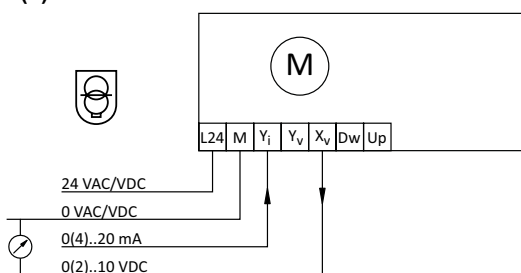 M
L24 M Yi Yv Xv Dw Up
24 VAC/VDC
0 VAC/VDC
0(4)..20 mA
0(2)..10 VDC